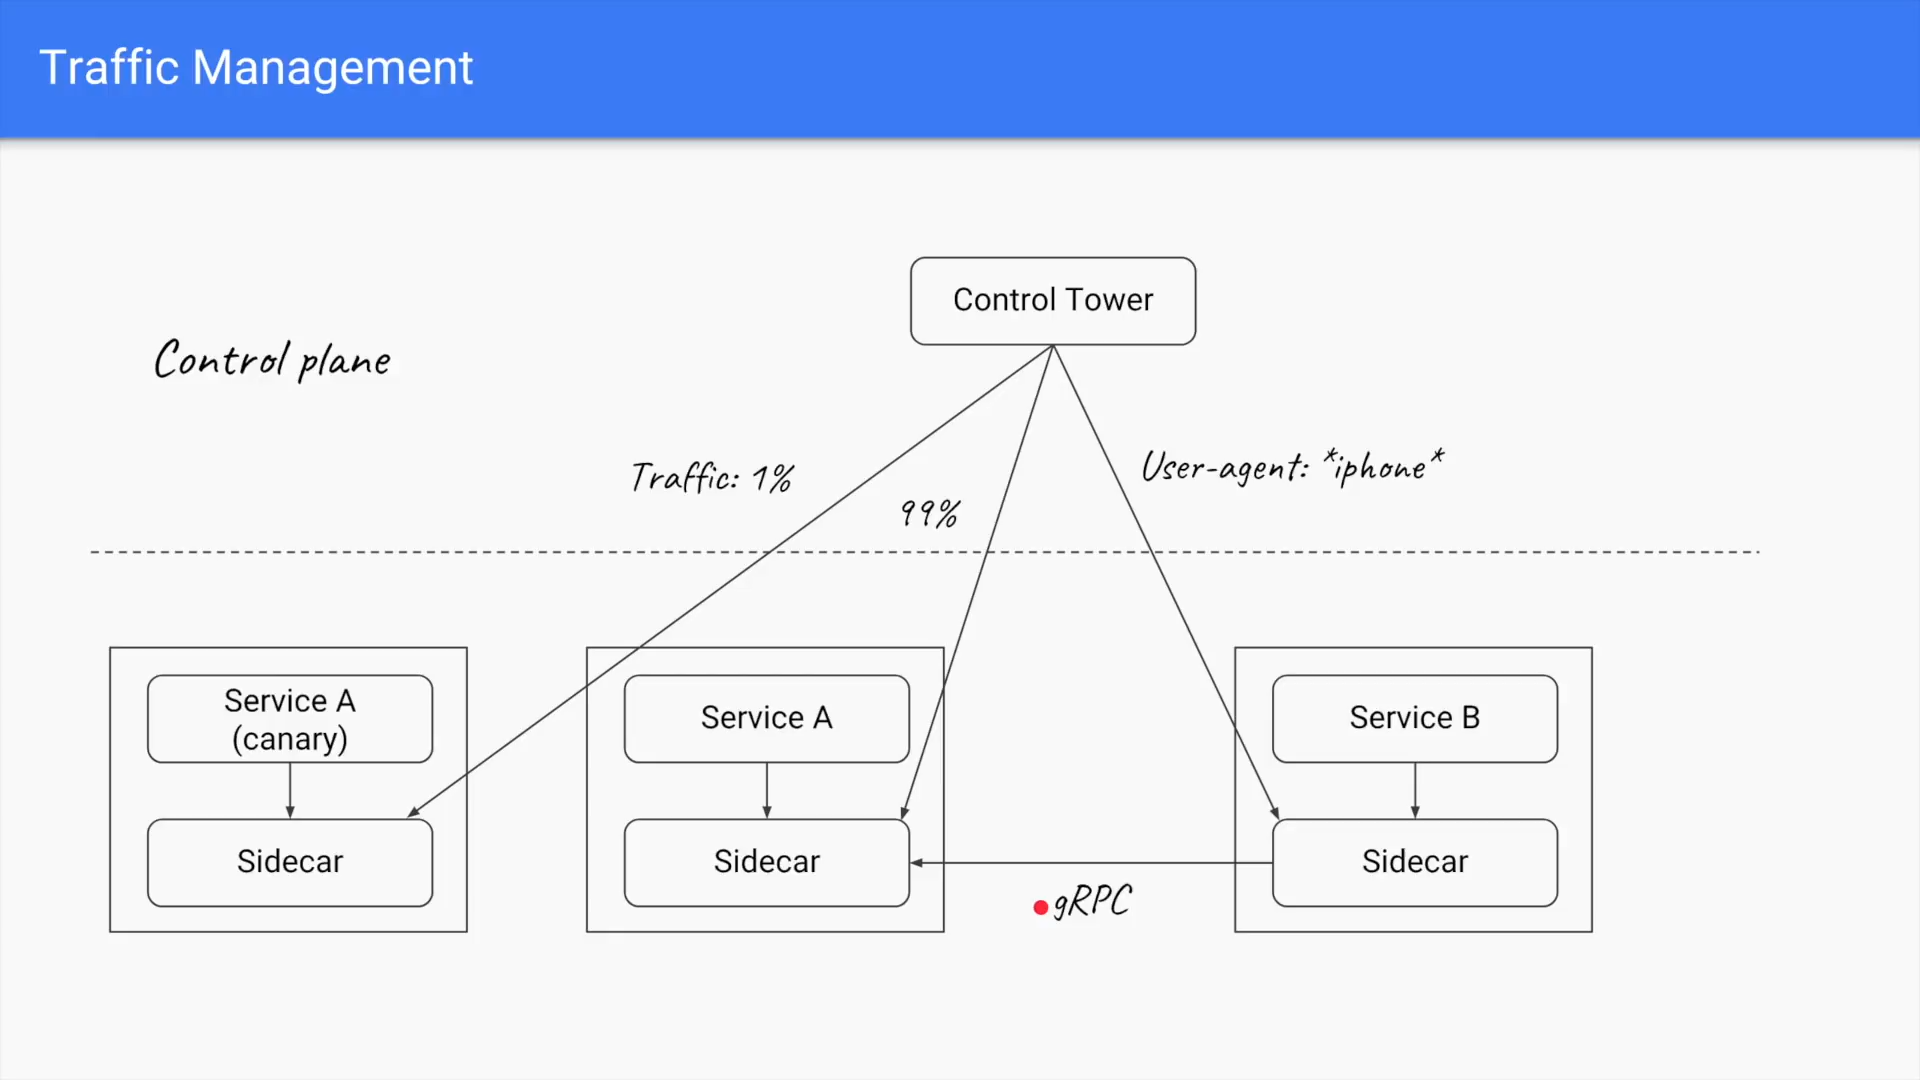 Traffic Management
Control Tower
Control plane
Traffic: 1%
99%
User-agent: *iphone*
Service A
(canary)
Service A
Service B
Sidecar
Sidecar
Sidecar
gRPC